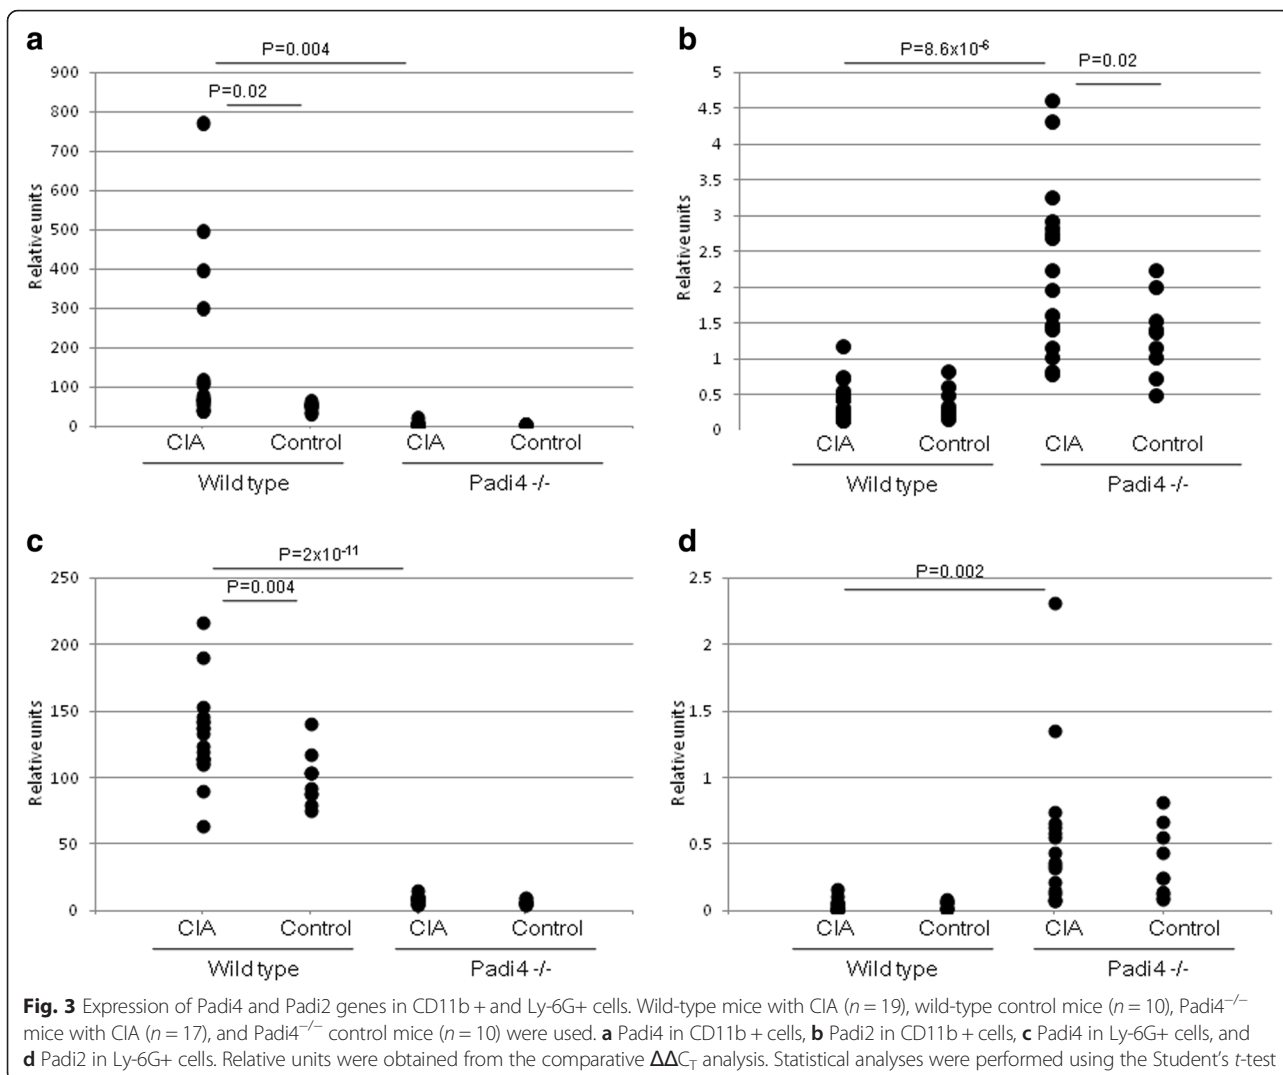 a
P=0.004
P=0.02
900
800
700
600
500
400
300
200
100
0
Relative units
CIA Control CIA Control
Wild type Padi4 -/-
b
P=8.6x10⁻⁶
P=0.02
5
4.5
4
3.5
3
2.5
2
1.5
1
0.5
0
Relative units
CIA Control CIA Control
Wild type Padi4 -/-
c
P=2x10⁻¹¹
P=0.004
250
200
150
100
50
0
Relative units
CIA Control CIA Control
Wild type Padi4 -/-
d
P=0.002
2.5
2
1.5
1
0.5
0
Relative units
CIA Control CIA Control
Wild type Padi4 -/-
Fig. 3 Expression of Padi4 and Padi2 genes in CD11b + and Ly-6G+ cells. Wild-type mice with CIA (n = 19), wild-type control mice (n = 10), Padi4⁻/⁻
mice with CIA (n = 17), and Padi4⁻/⁻ control mice (n = 10) were used. a Padi4 in CD11b + cells, b Padi2 in CD11b + cells, c Padi4 in Ly-6G+ cells, and
d Padi2 in Ly-6G+ cells. Relative units were obtained from the comparative ΔΔC_T analysis. Statistical analyses were performed using the Student's t-test